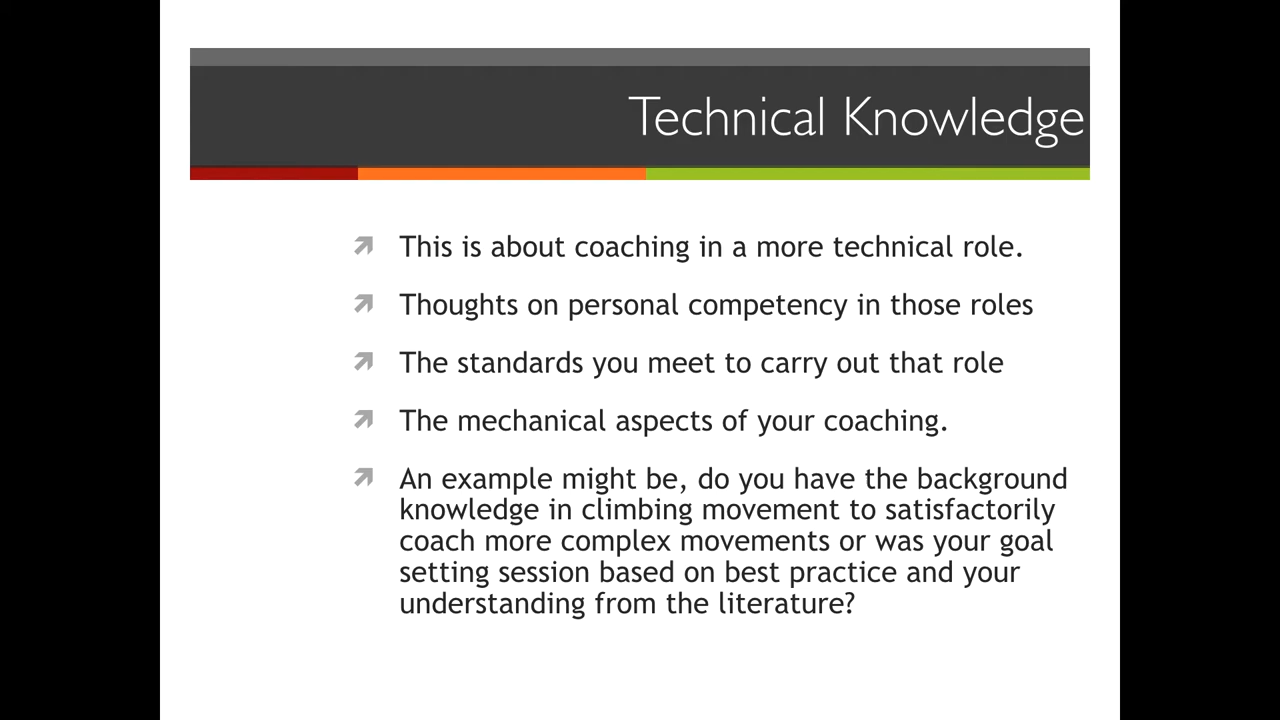 Technical Knowledge
This is about coaching in a more technical role.
Thoughts on personal competency in those roles
The standards you meet to carry out that role
The mechanical aspects of your coaching.
An example might be, do you have the background
knowledge in climbing movement to satisfactorily
coach more complex movements or was your goal
setting session based on best practice and your
understanding from the literature?